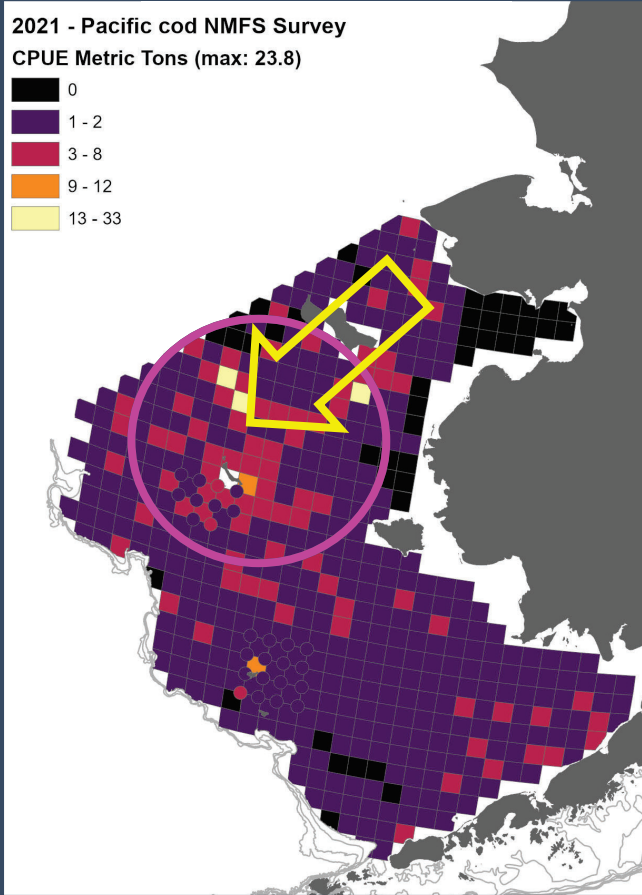 2021 - Pacific cod NMFS Survey
CPUE Metric Tons (max: 23.8)
0
1 - 2
3 - 8
9 - 12
13 - 33